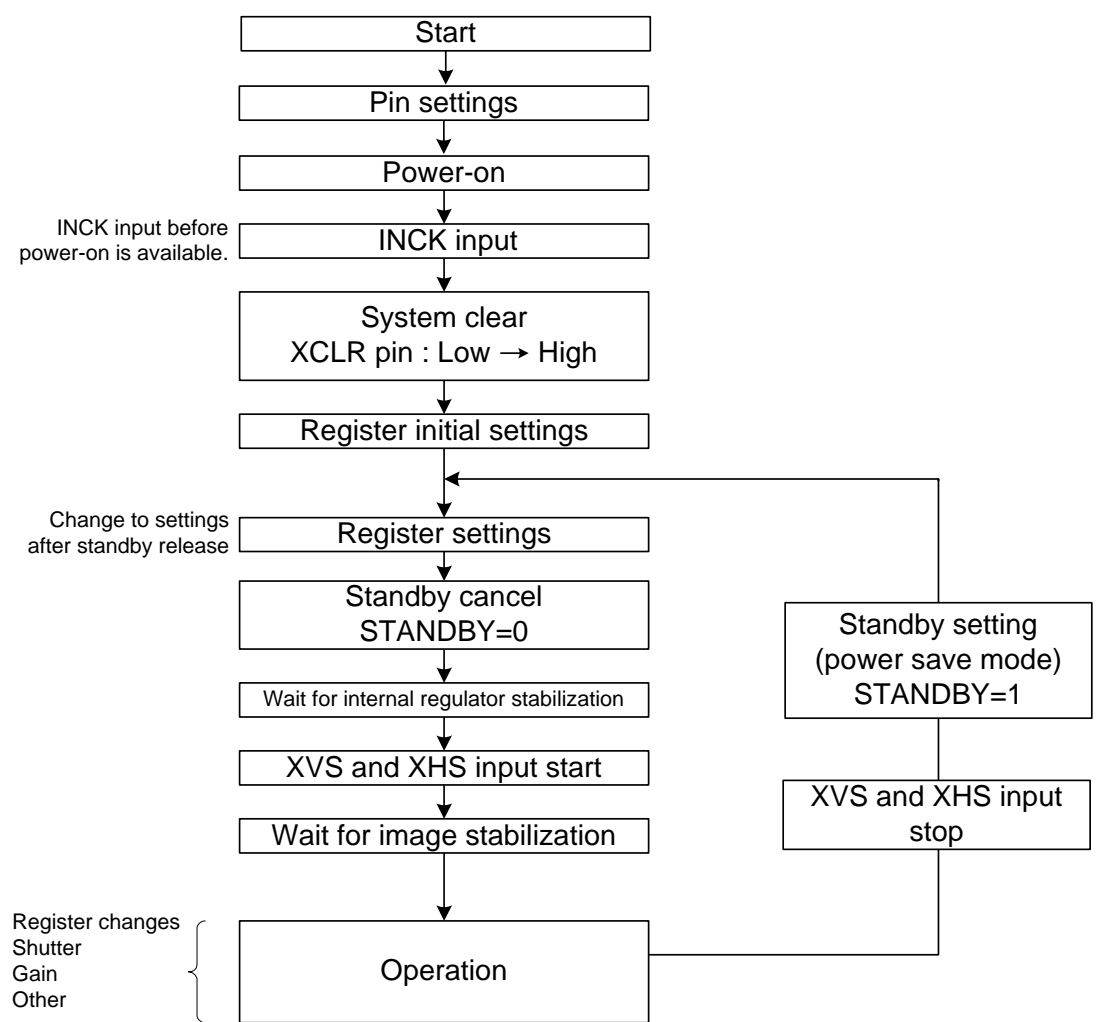 Start
Pin settings
Power-on
INCK input before
power-on is available.
INCK input
System clear
XCLR pin : Low → High
Register initial settings
Change to settings
after standby release
Register settings
Standby cancel
STANDBY=0
Wait for internal regulator stabilization
XVS and XHS input start
Wait for image stabilization
Register changes
Shutter
Gain
Other
Operation
Standby setting
(power save mode)
STANDBY=1
XVS and XHS input
stop